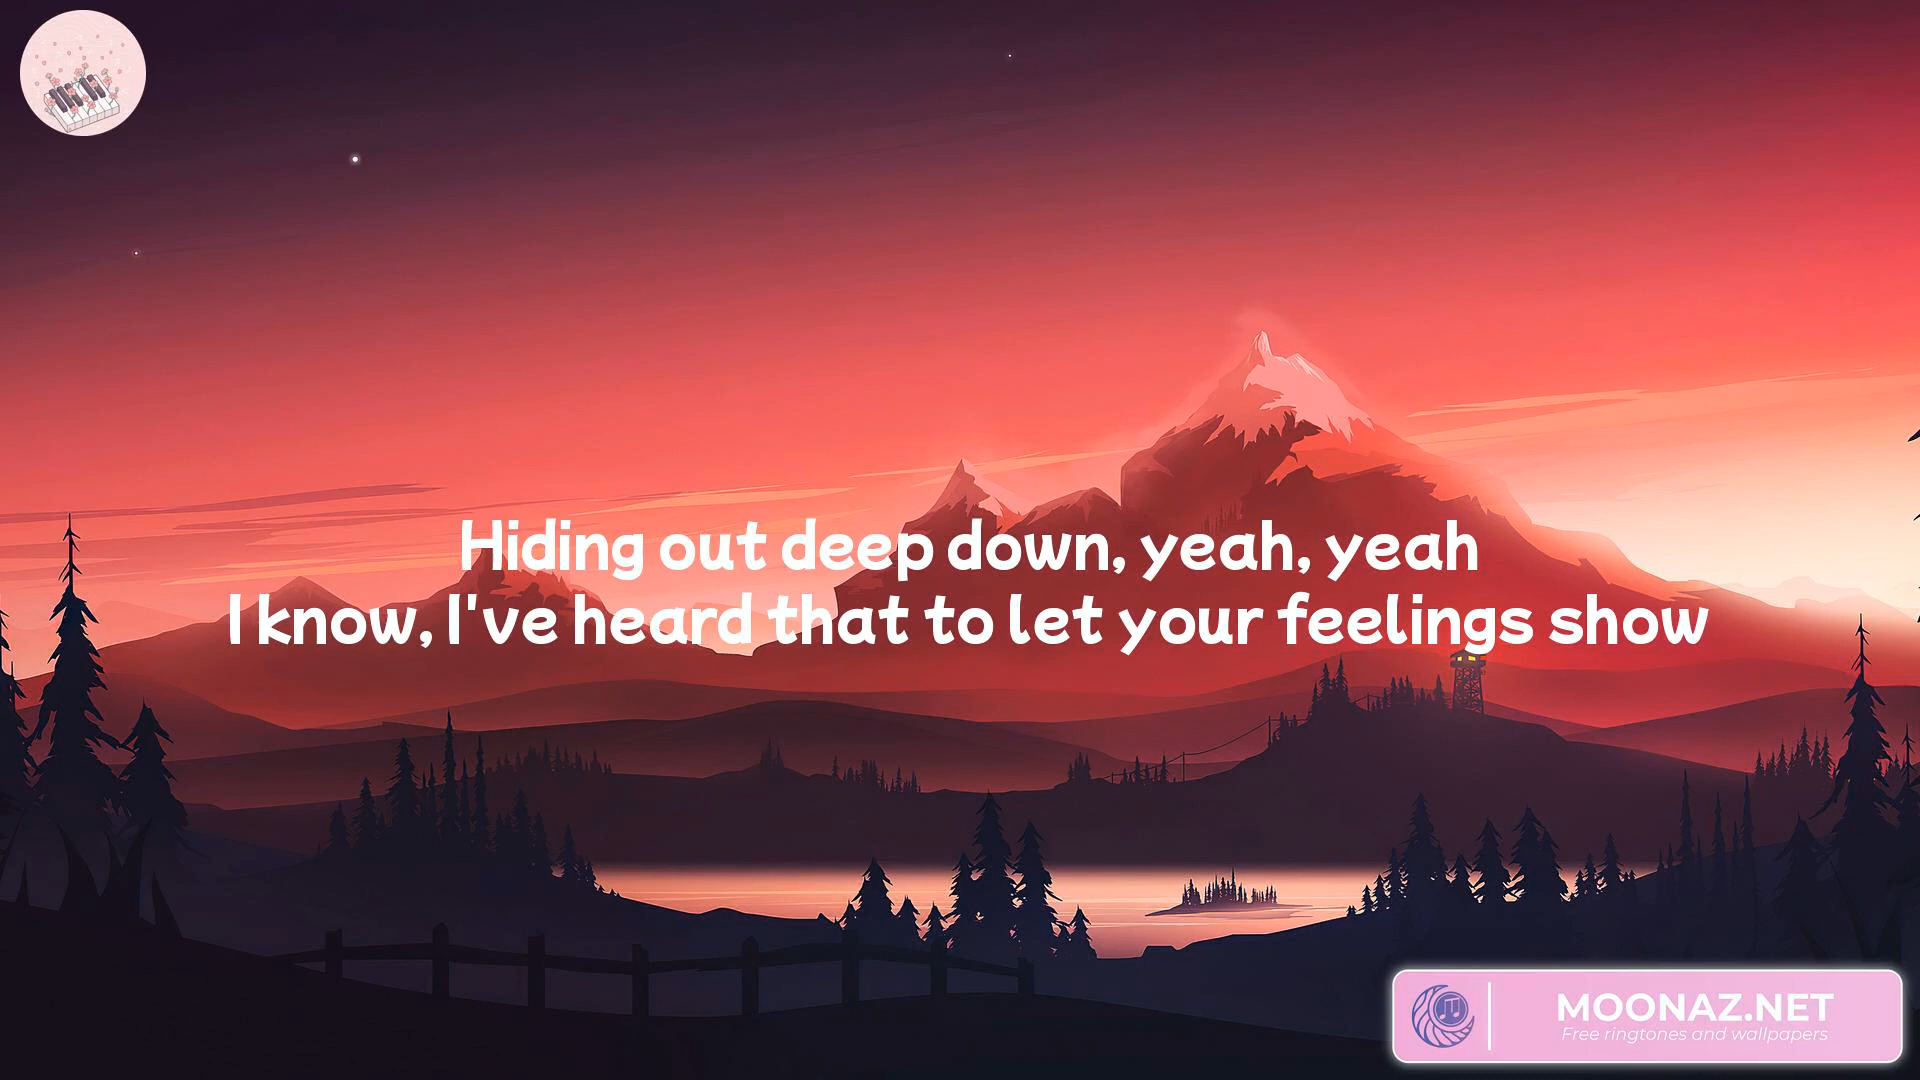 Hiding out deep down, yeah, yeah
I know, I've heard that to let your feelings show
MOONAZ.NET
Free ringtones and wallpapers